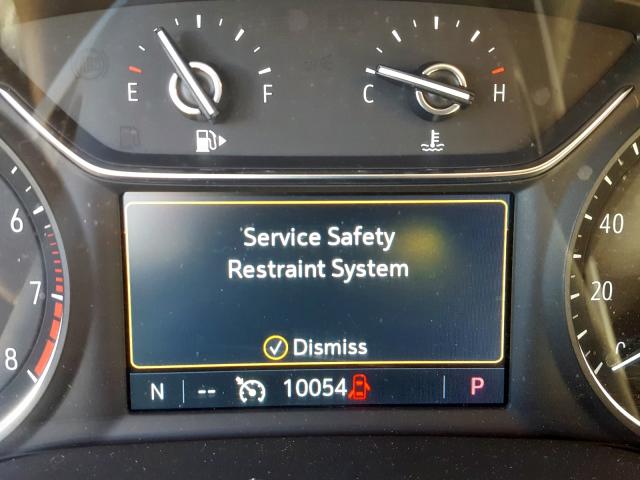 E F
C H
6
7
8
40
20
Service Safety
Restraint System
Dismiss
N -- 10054 P